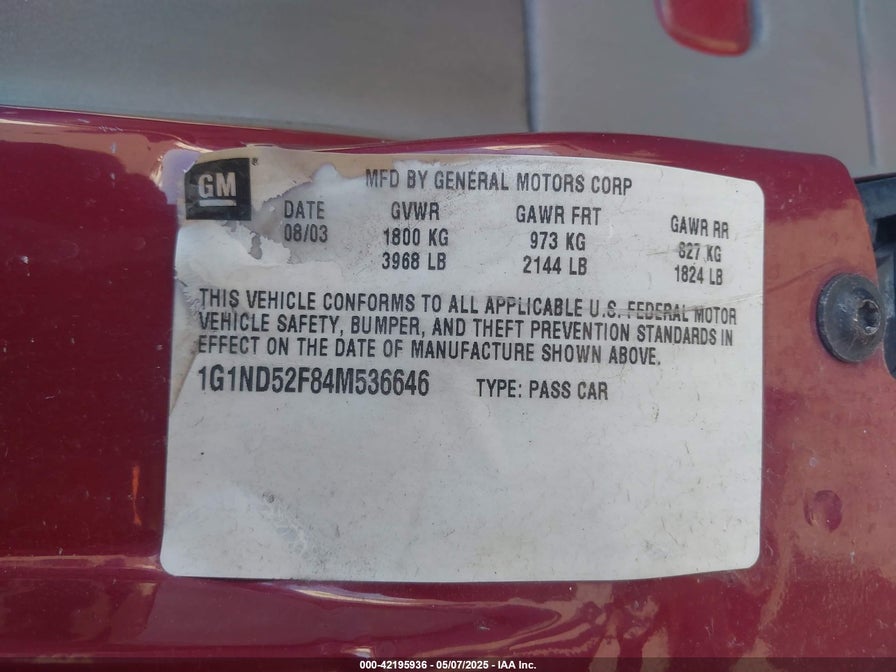 GM
MFD BY GENERAL MOTORS CORP
DATE GVWR GAWR FRT GAWR RR
08/03 1800 KG 973 KG 827 KG
3968 LB 2144 LB 1824 LB
THIS VEHICLE CONFORMS TO ALL APPLICABLE U.S. FEDERAL MOTOR
VEHICLE SAFETY, BUMPER, AND THEFT PREVENTION STANDARDS IN
EFFECT ON THE DATE OF MANUFACTURE SHOWN ABOVE.
1G1ND52F84M536646 TYPE: PASS CAR
000-42195936 - 05/07/2025 - IAA Inc.